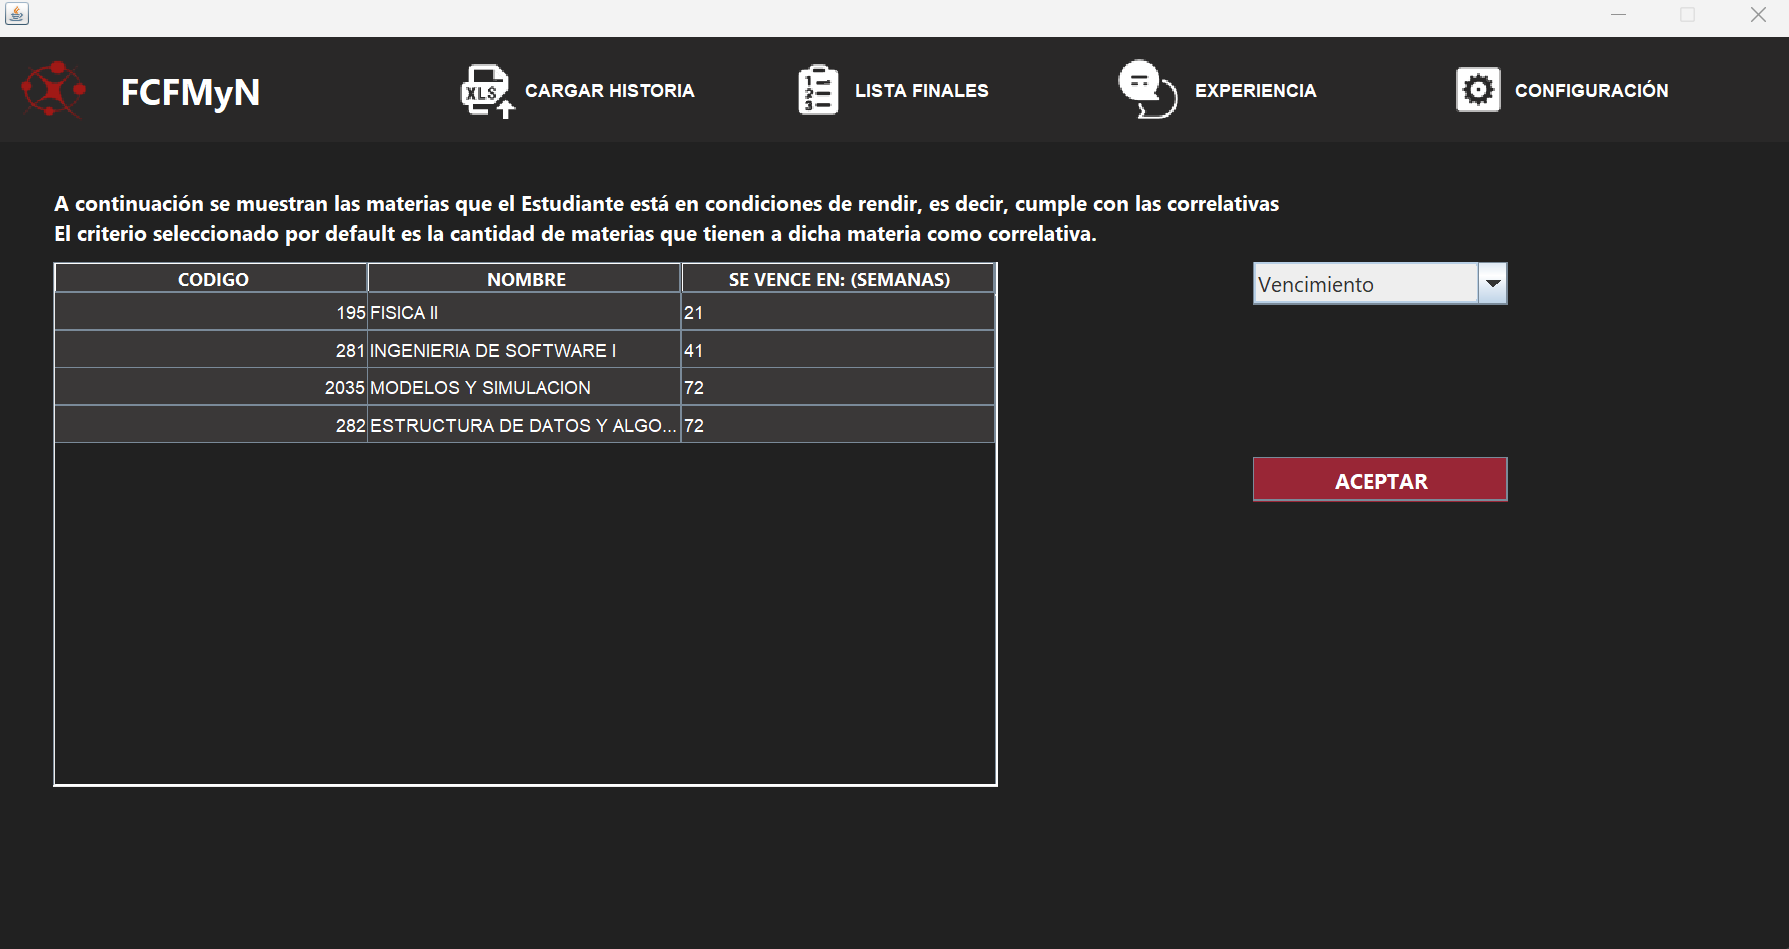 FCFMyN
XLS
CARGAR HISTORIA
1
2
3
LISTA FINALES
EXPERIENCIA
CONFIGURACIÓN
A continuación se muestran las materias que el Estudiante está en condiciones de rendir, es decir, cumple con las correlativas
El criterio seleccionado por default es la cantidad de materias que tienen a dicha materia como correlativa.
CODIGO NOMBRE SE VENCE EN: (SEMANAS)
195 FISICA II 21
281 INGENIERIA DE SOFTWARE I 41
2035 MODELOS Y SIMULACION 72
282 ESTRUCTURA DE DATOS Y ALGO... 72
Vencimiento
ACEPTAR